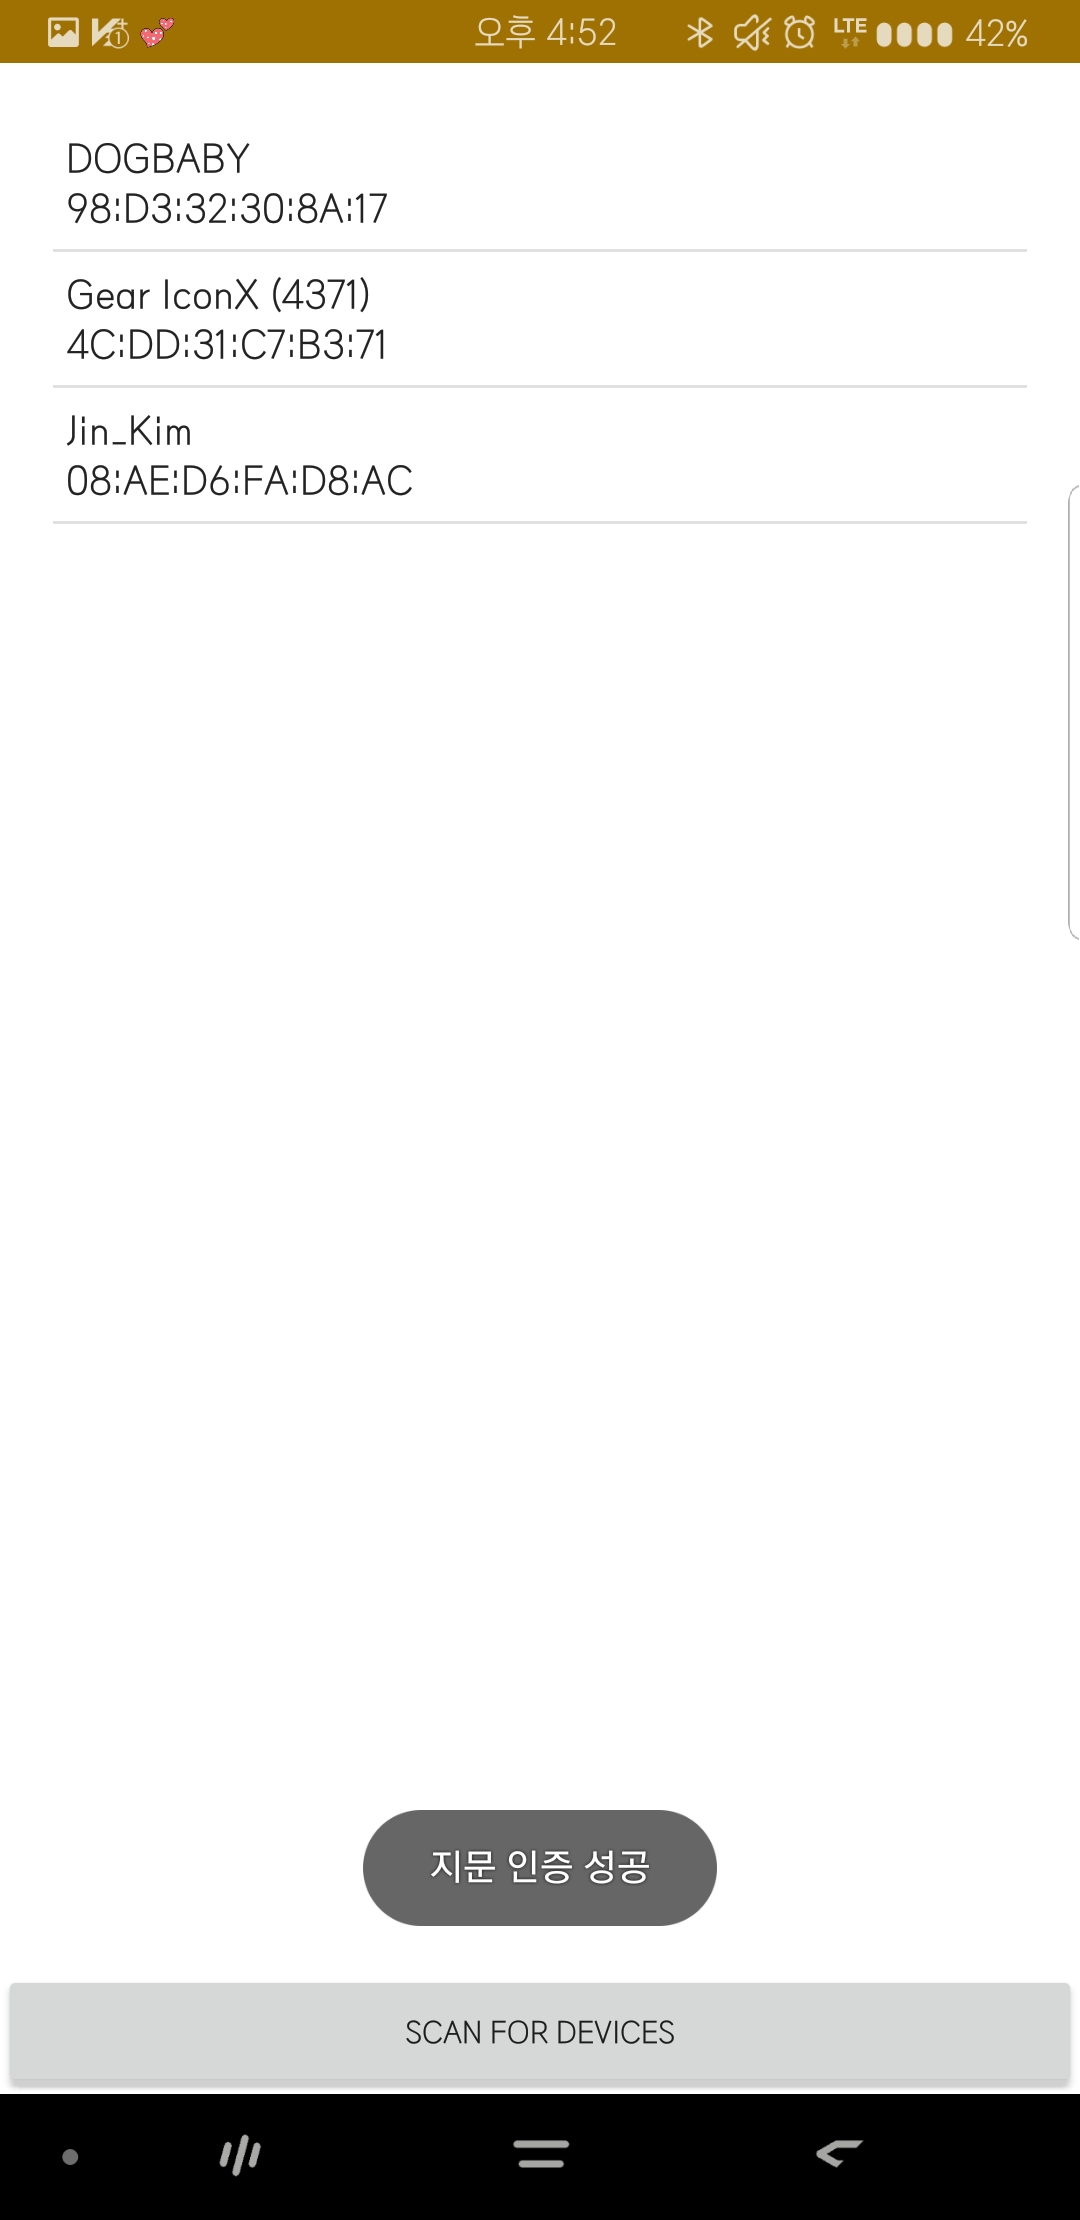 오후 4:52
LTE
42%
DOGBABY
98:D3:32:30:8A:17
Gear IconX (4371)
4C:DD:31:C7:B3:71
Jin_Kim
08:AE:D6:FA:D8:AC
지문 인증 성공
SCAN FOR DEVICES